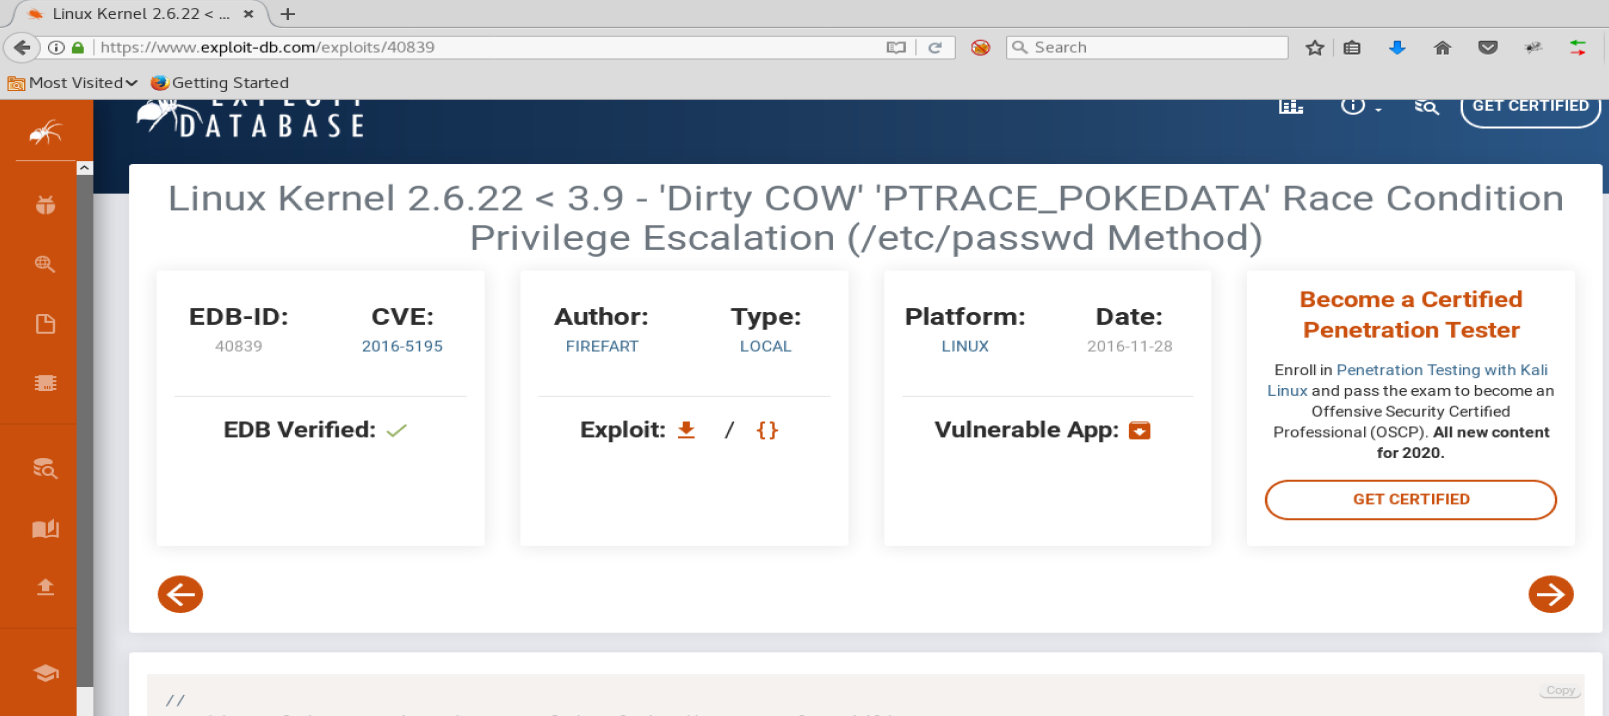 Linux Kernel 2.6.22 < ...
https://www.exploit-db.com/exploits/40839
Search
Most Visited
Getting Started
EXPLOIT
DATABASE
GET CERTIFIED
Linux Kernel 2.6.22 < 3.9 - 'Dirty COW' 'PTRACE_POKEDATA' Race Condition
Privilege Escalation (/etc/passwd Method)
EDB-ID:
40839
CVE:
2016-5195
EDB Verified:
Author:
FIREFART
Type:
LOCAL
Exploit: / {}
Platform:
LINUX
Date:
2016-11-28
Vulnerable App:
Become a Certified
Penetration Tester
Enroll in Penetration Testing with Kali
Linux and pass the exam to become an
Offensive Security Certified
Professional (OSCP). All new content
for 2020.
GET CERTIFIED
Copy
//